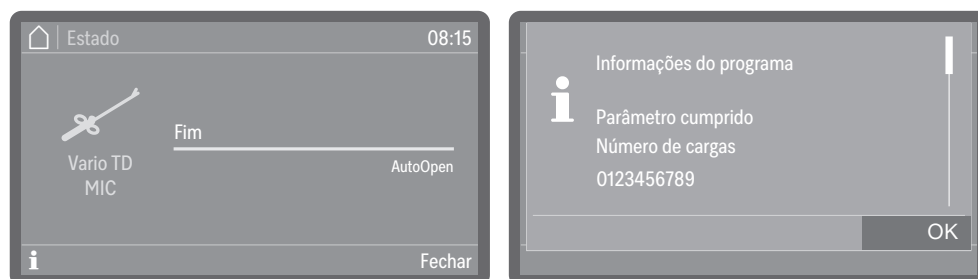 Estado 08:15
Fim
AutoOpen
Vario TD
MIC
i Fechar
Informações do programa
Parâmetro cumprido
Número de cargas
0123456789
OK